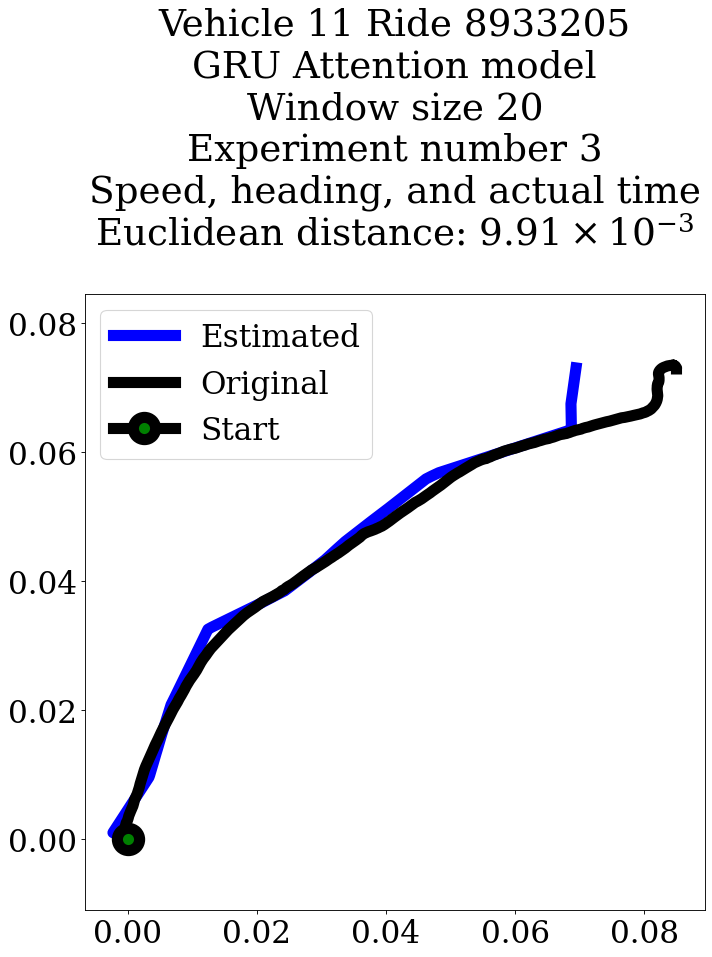 Vehicle 11 Ride 8933205
GRU Attention model
Window size 20
Experiment number 3
Speed, heading, and actual time
Euclidean distance: 9.91 × 10⁻³
Estimated
Original
Start
0.08
0.06
0.04
0.02
0.00
0.00 0.02 0.04 0.06 0.08